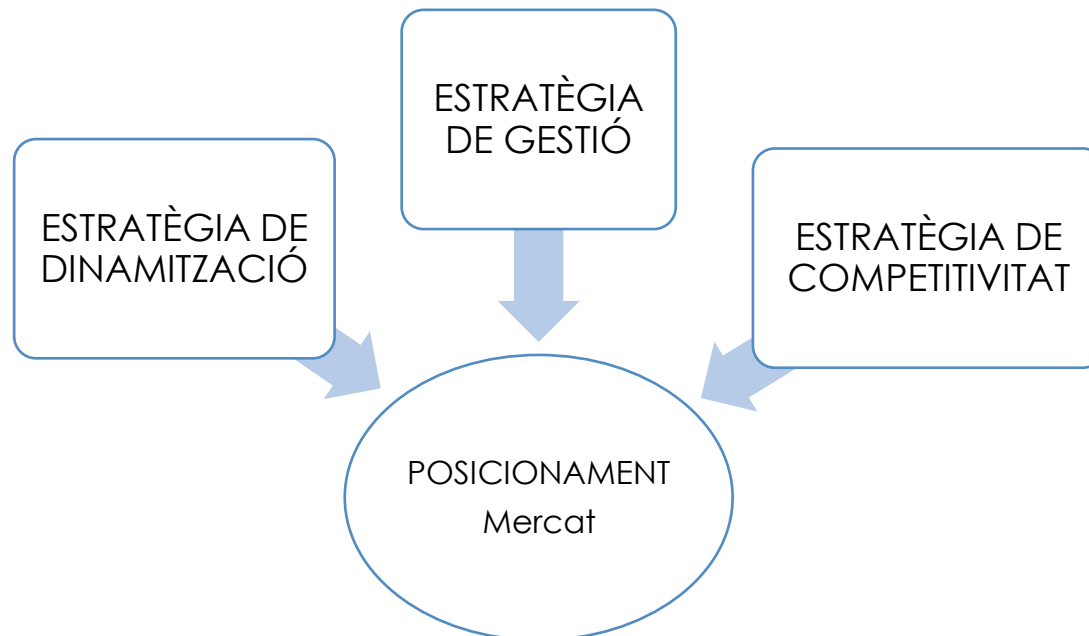 ESTRATÈGIA
DE GESTIÓ
ESTRATÈGIA DE
DINAMITZACIÓ
ESTRATÈGIA DE
COMPETITIVITAT
POSICIONAMENT
Mercat